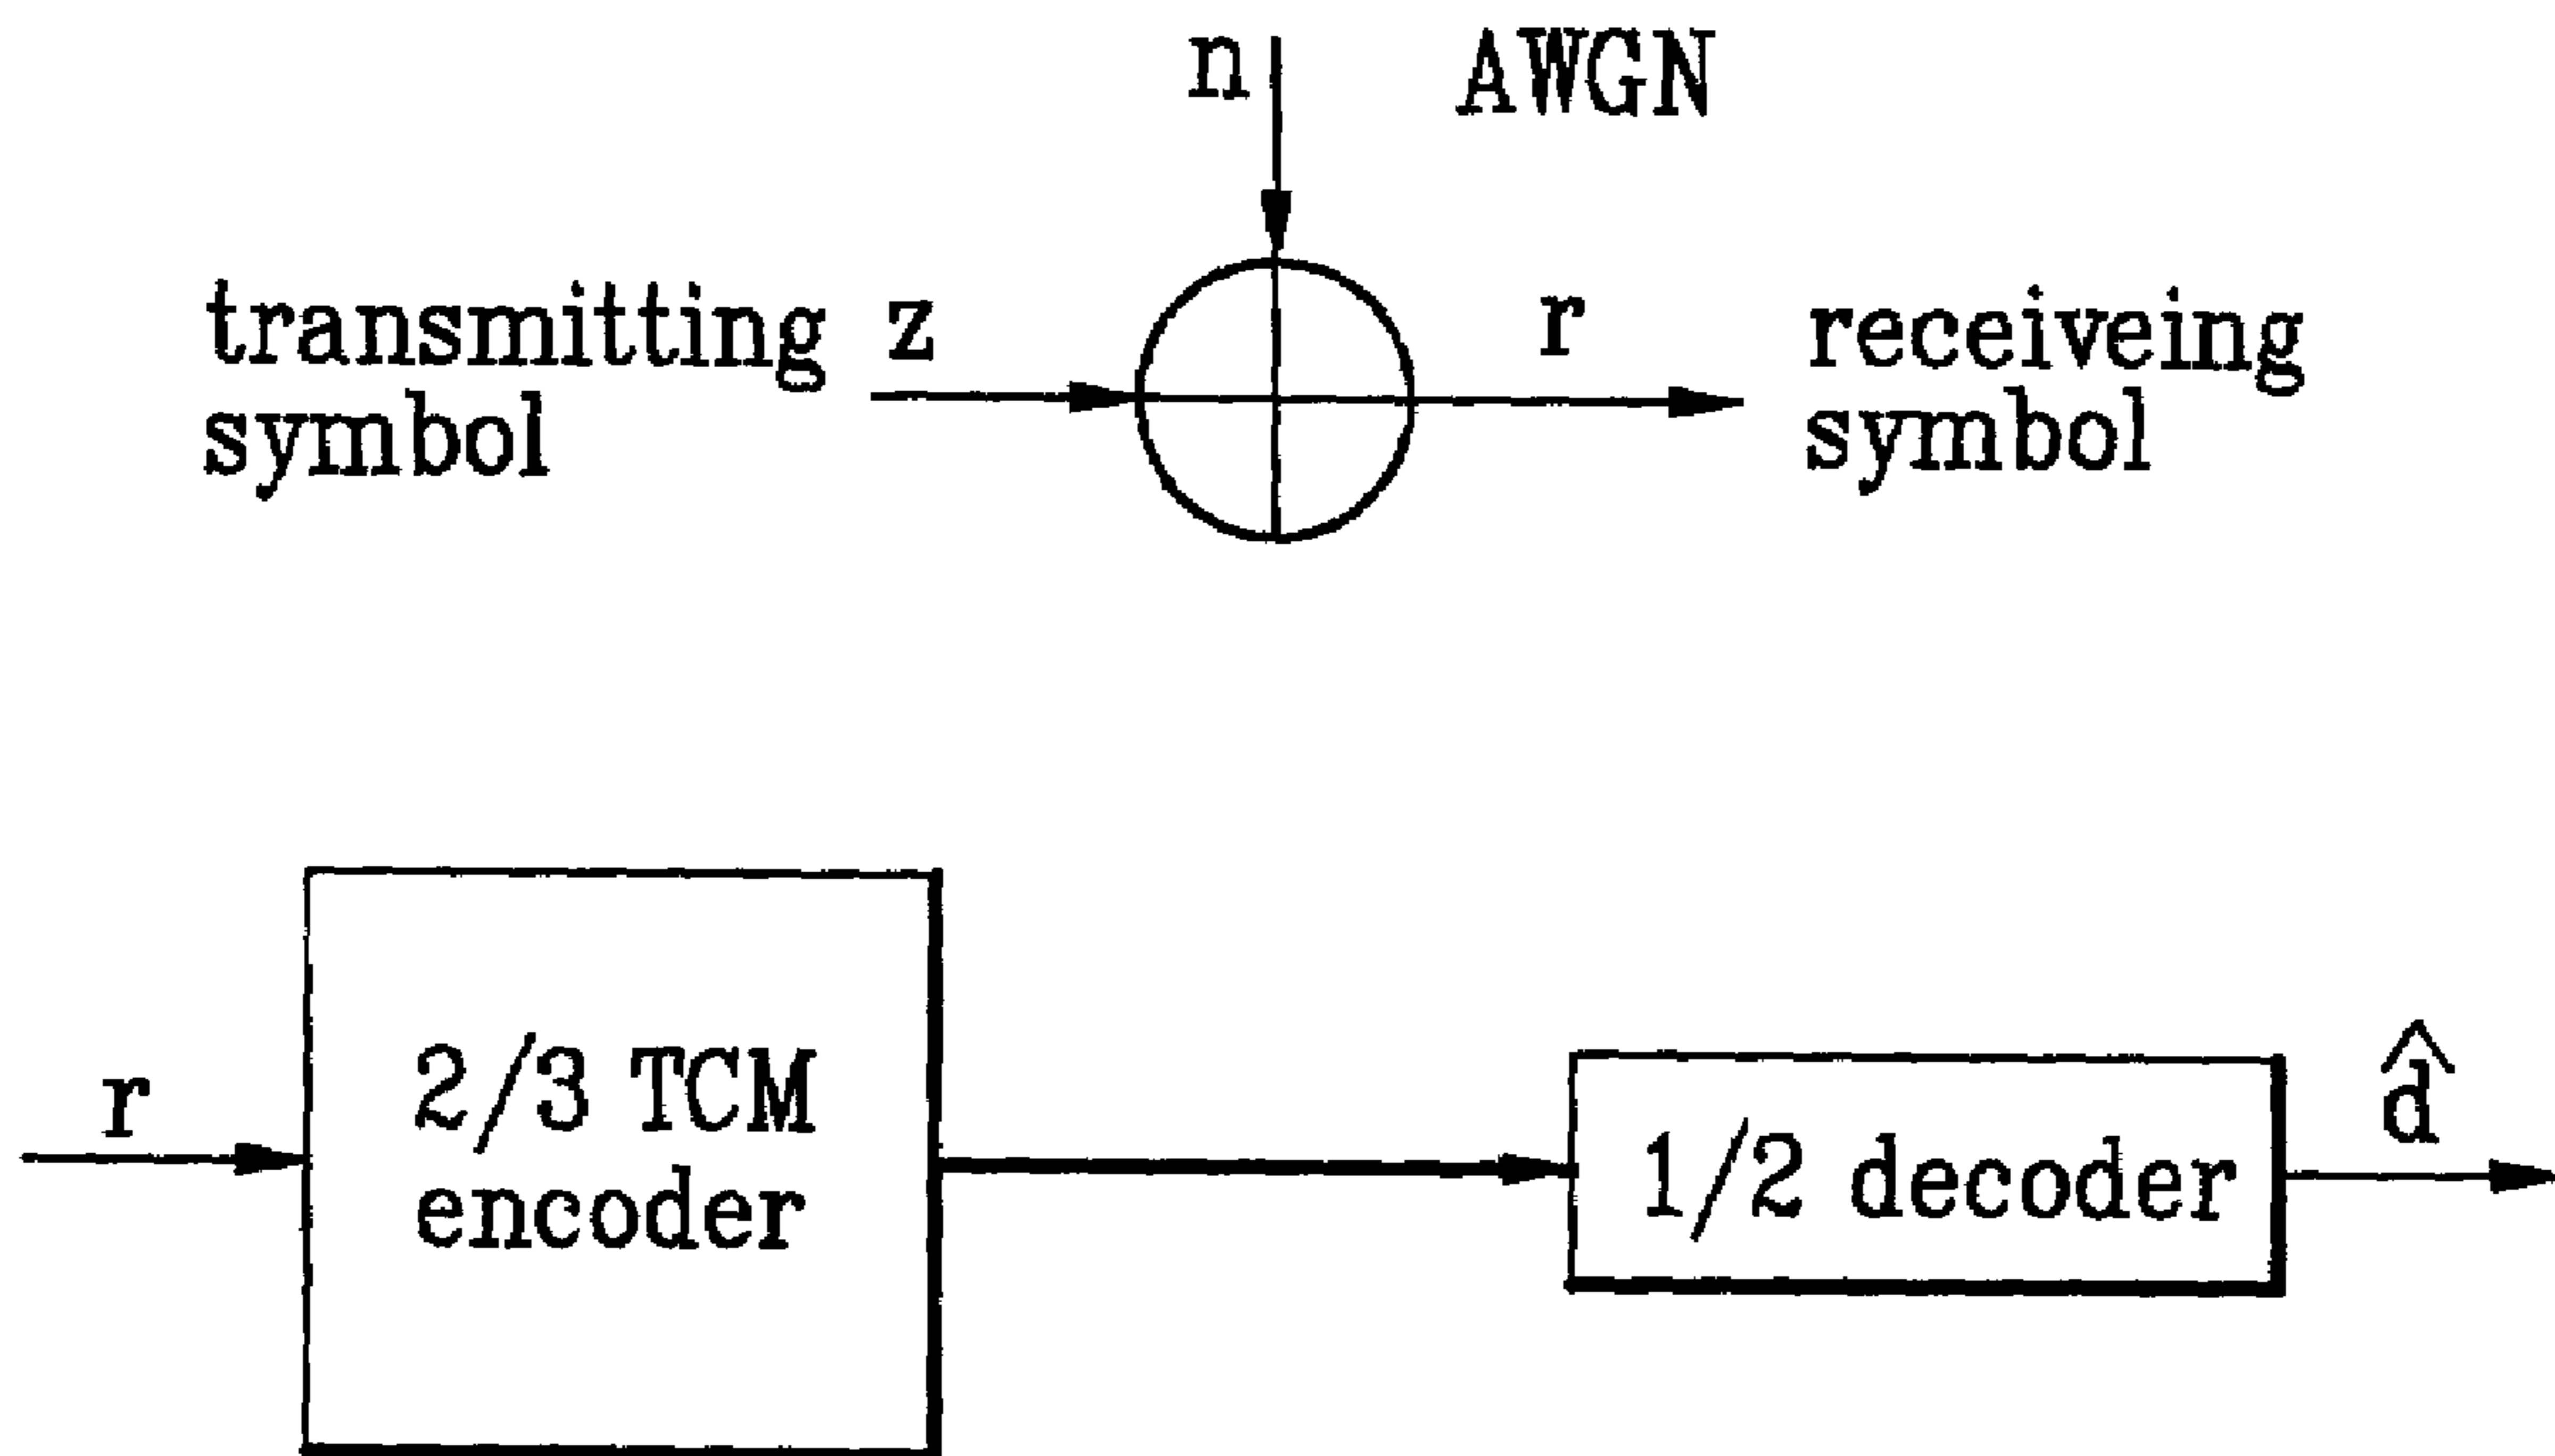 n AWGN
transmitting z r receiveing
symbol symbol
r 2/3 TCM
encoder
1/2 decoder
d̂